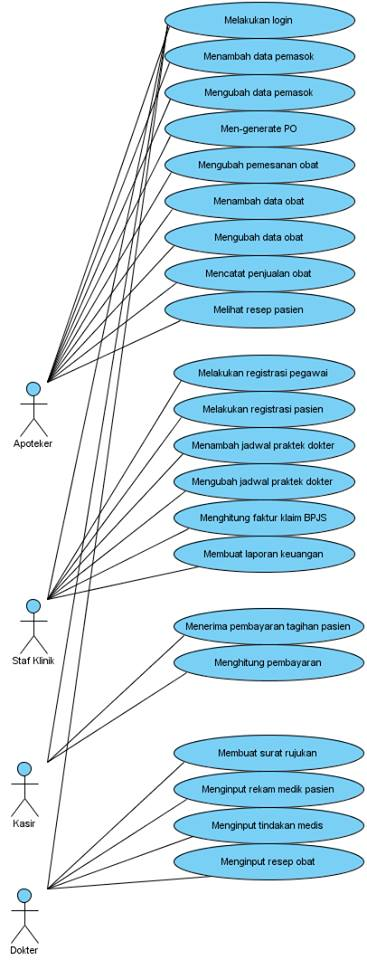 Melakukan login
Menambah data pemasok
Mengubah data pemasok
Men-generate PO
Mengubah pemesanan obat
Menambah data obat
Mengubah data obat
Mencatat penjualan obat
Melihat resep pasien
Apoteker
Melakukan registrasi pegawai
Melakukan registrasi pasien
Menambah jadwal praktek dokter
Mengubah jadwal praktek dokter
Menghitung faktur klaim BPJS
Membuat laporan keuangan
Staf Klinik
Menerima pembayaran tagihan pasien
Menghitung pembayaran
Kasir
Membuat surat rujukan
Menginput rekam medik pasien
Menginput tindakan medis
Menginput resep obat
Dokter